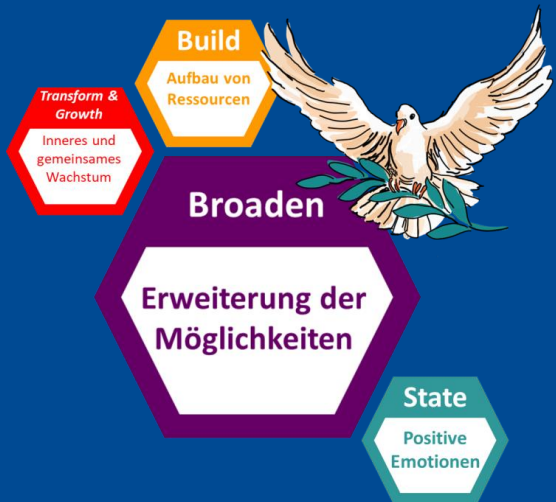 Build
Aufbau von
Ressourcen
Transform &
Growth
Inneres und
gemeinsames
Wachstum
Broaden
Erweiterung der
Möglichkeiten
State
Positive
Emotionen